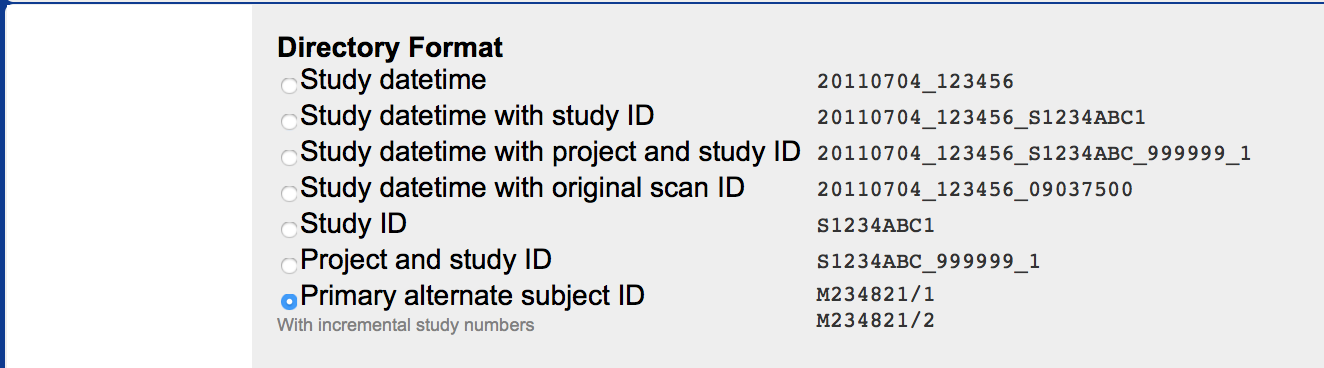 Directory Format
Study datetime 20110704_123456
Study datetime with study ID 20110704_123456_S1234ABC1
Study datetime with project and study ID 20110704_123456_S1234ABC_999999_1
Study datetime with original scan ID 20110704_123456_09037500
Study ID S1234ABC1
Project and study ID S1234ABC_999999_1
Primary alternate subject ID M234821/1
With incremental study numbers M234821/2